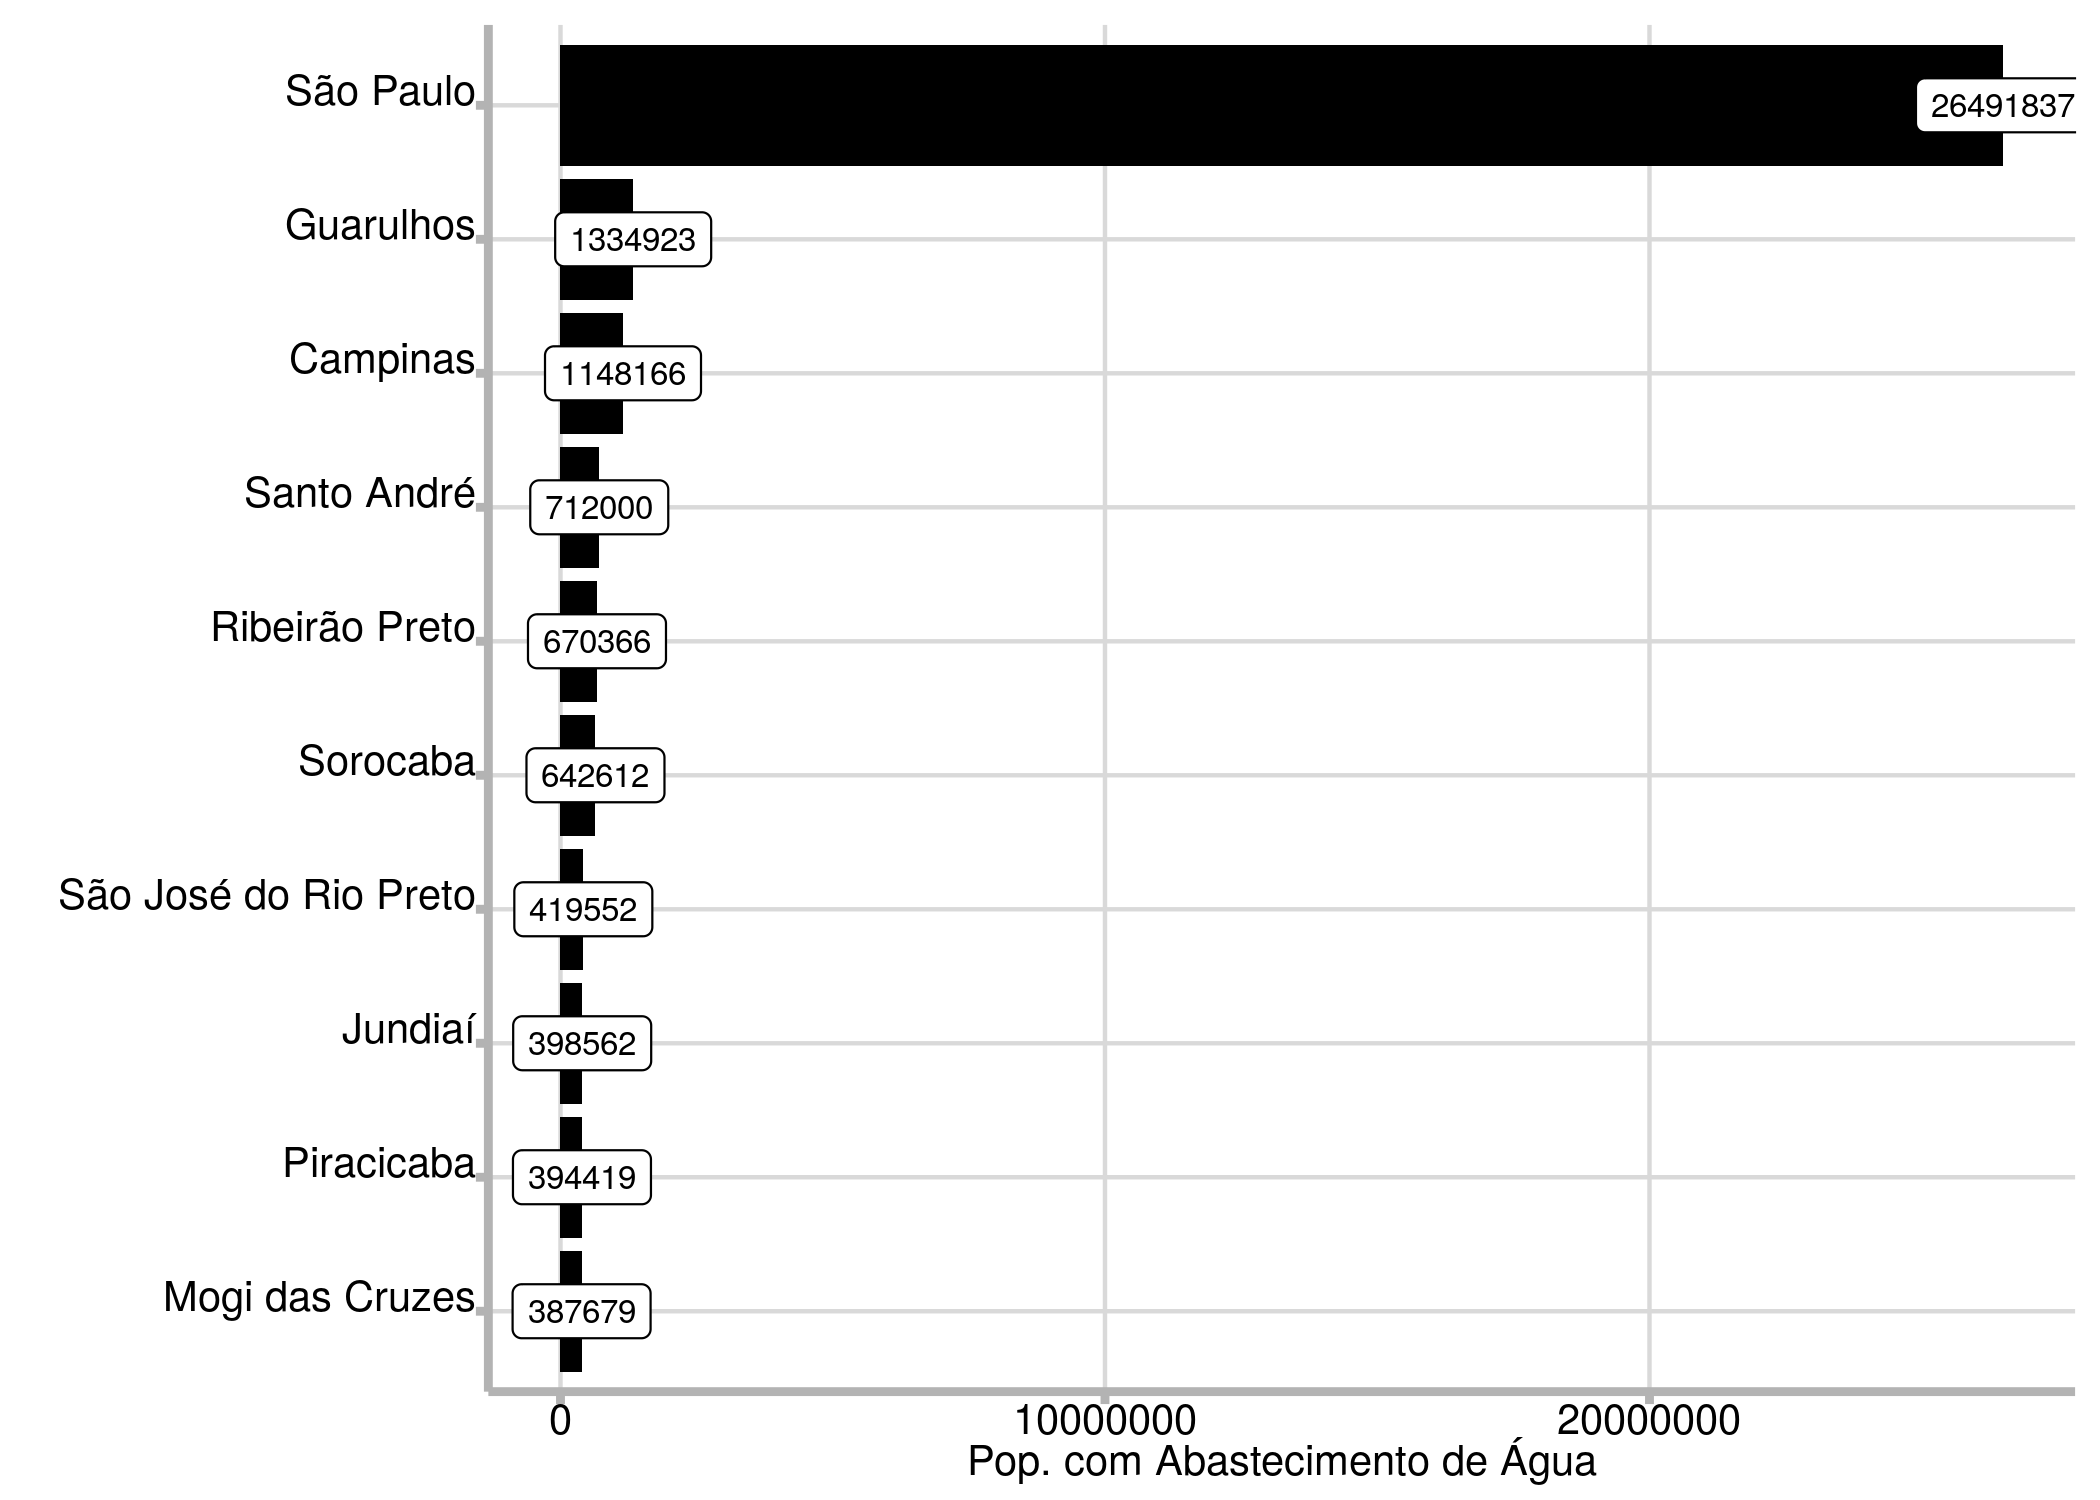 São Paulo
26491837
Guarulhos
1334923
Campinas
1148166
Santo André
712000
Ribeirão Preto
670366
Sorocaba
642612
São José do Rio Preto
419552
Jundiaí
398562
Piracicaba
394419
Mogi das Cruzes
387679
0 10000000 20000000
Pop. com Abastecimento de Água